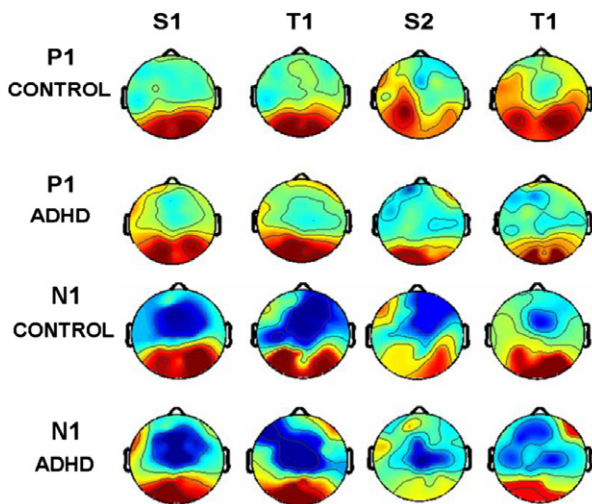 S1 T1 S2 T1
P1
CONTROL
P1
ADHD
N1
CONTROL
N1
ADHD